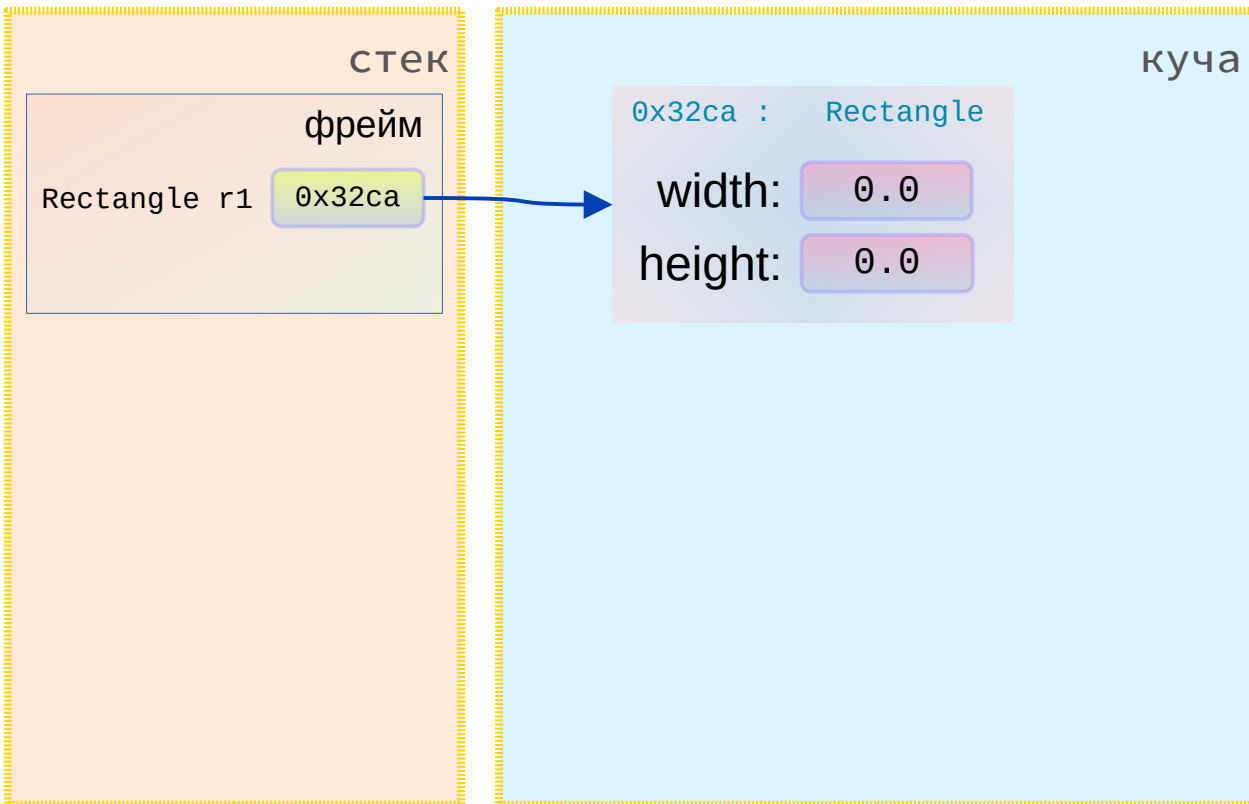 стек
фрейм
Rectangle r1 0x32ca
куча
0x32ca : Rectangle
width: 0.0
height: 0.0